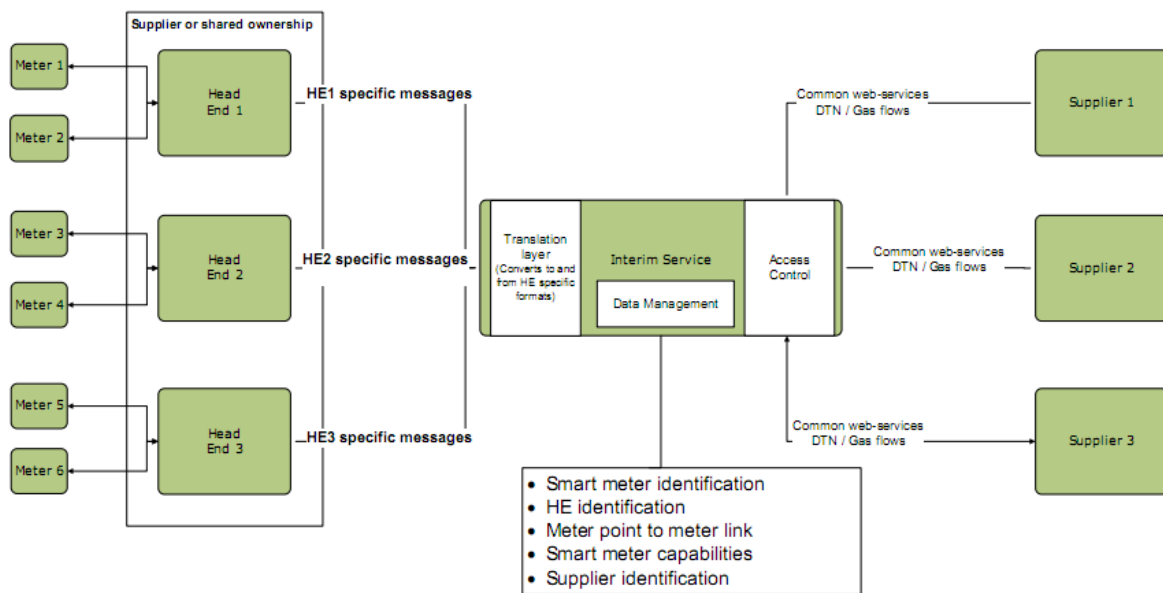 Supplier or shared ownership
Meter 1
Meter 2
Head
End 1
HE1 specific messages
Meter 3
Meter 4
Head
End 2
HE2 specific messages
Meter 5
Meter 6
Head
End 3
HE3 specific messages
Translation
layer
(Converts to and
from HE specific
formats)
Interim Service
Data Management
Access
Control
Common web-services
DTN / Gas flows
Supplier 1
Common web-services
DTN / Gas flows
Supplier 2
Common web-services
DTN / Gas flows
Supplier 3
• Smart meter identification
• HE identification
• Meter point to meter link
• Smart meter capabilities
• Supplier identification